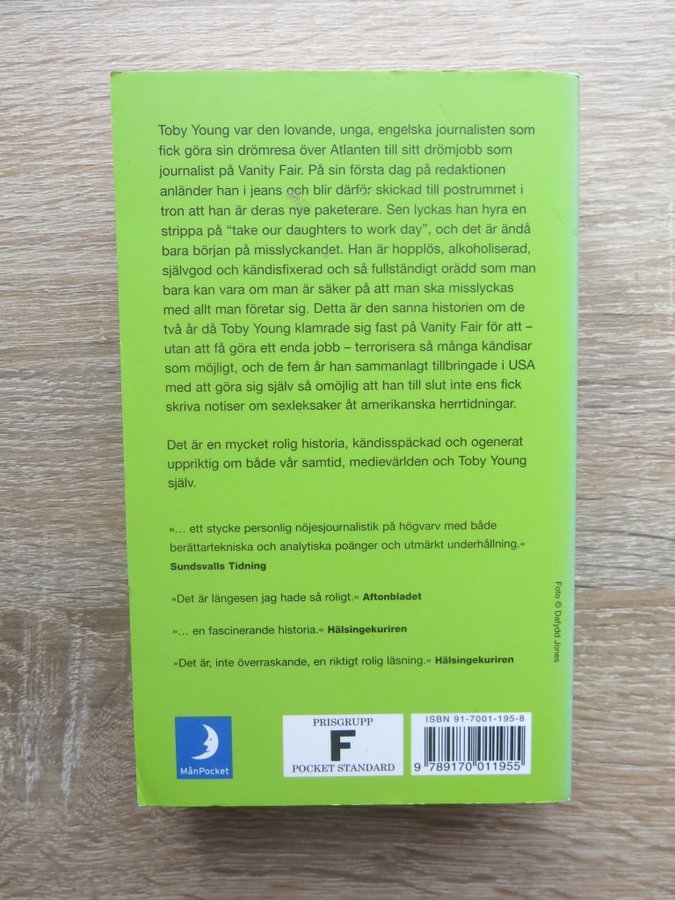 Toby Young var den lovande, unga, engelska journalisten som
fick göra sin drömresa över Atlanten till sitt drömjobb som
journalist på Vanity Fair. På sin första dag på redaktionen
anländer han i jeans och blir därför skickad till postrummet i
tron att han är deras nye paketerare. Sen lyckas han hyra en
strippa på “take our daughters to work day”, och det är ändå
bara början på misslyckandet. Han är hopplös, alkoholiserad,
självgod och kändisfixerad och så fullständigt orädd som man
bara kan vara om man är säker på att man ska misslyckas
med allt man företar sig. Detta är den sanna historien om de
två år då Toby Young klamrade sig fast på Vanity Fair för att –
utan att få göra ett enda jobb – terrorisera så många kändisar
som möjligt, och de fem år han sammanlagt tillbringade i USA
med att göra sig själv så omöjlig att han till slut inte ens fick
skriva notiser om sexleksaker åt amerikanska herrtidningar.
Det är en mycket rolig historia, kändisspäckad och ogenerat
uppriktig om både vår samtid, medievärlden och Toby Young
själv.
»... ett stycke personlig nöjesjournalistik på högvarv med både
berättartekniska och analytiska poänger och utmärkt underhållning.«
Sundsvalls Tidning
»Det är längesen jag hade så roligt.« Aftonbladet
»... en fascinerande historia.« Hälsingekuriren
»Det är, inte överraskande, en riktigt rolig läsning.« Hälsingekuriren
Foto © Dafydd Jones
MånPocket
PRISGRUPP
F
POCKET STANDARD
ISBN 91-7001-195-8
9 789170 011955